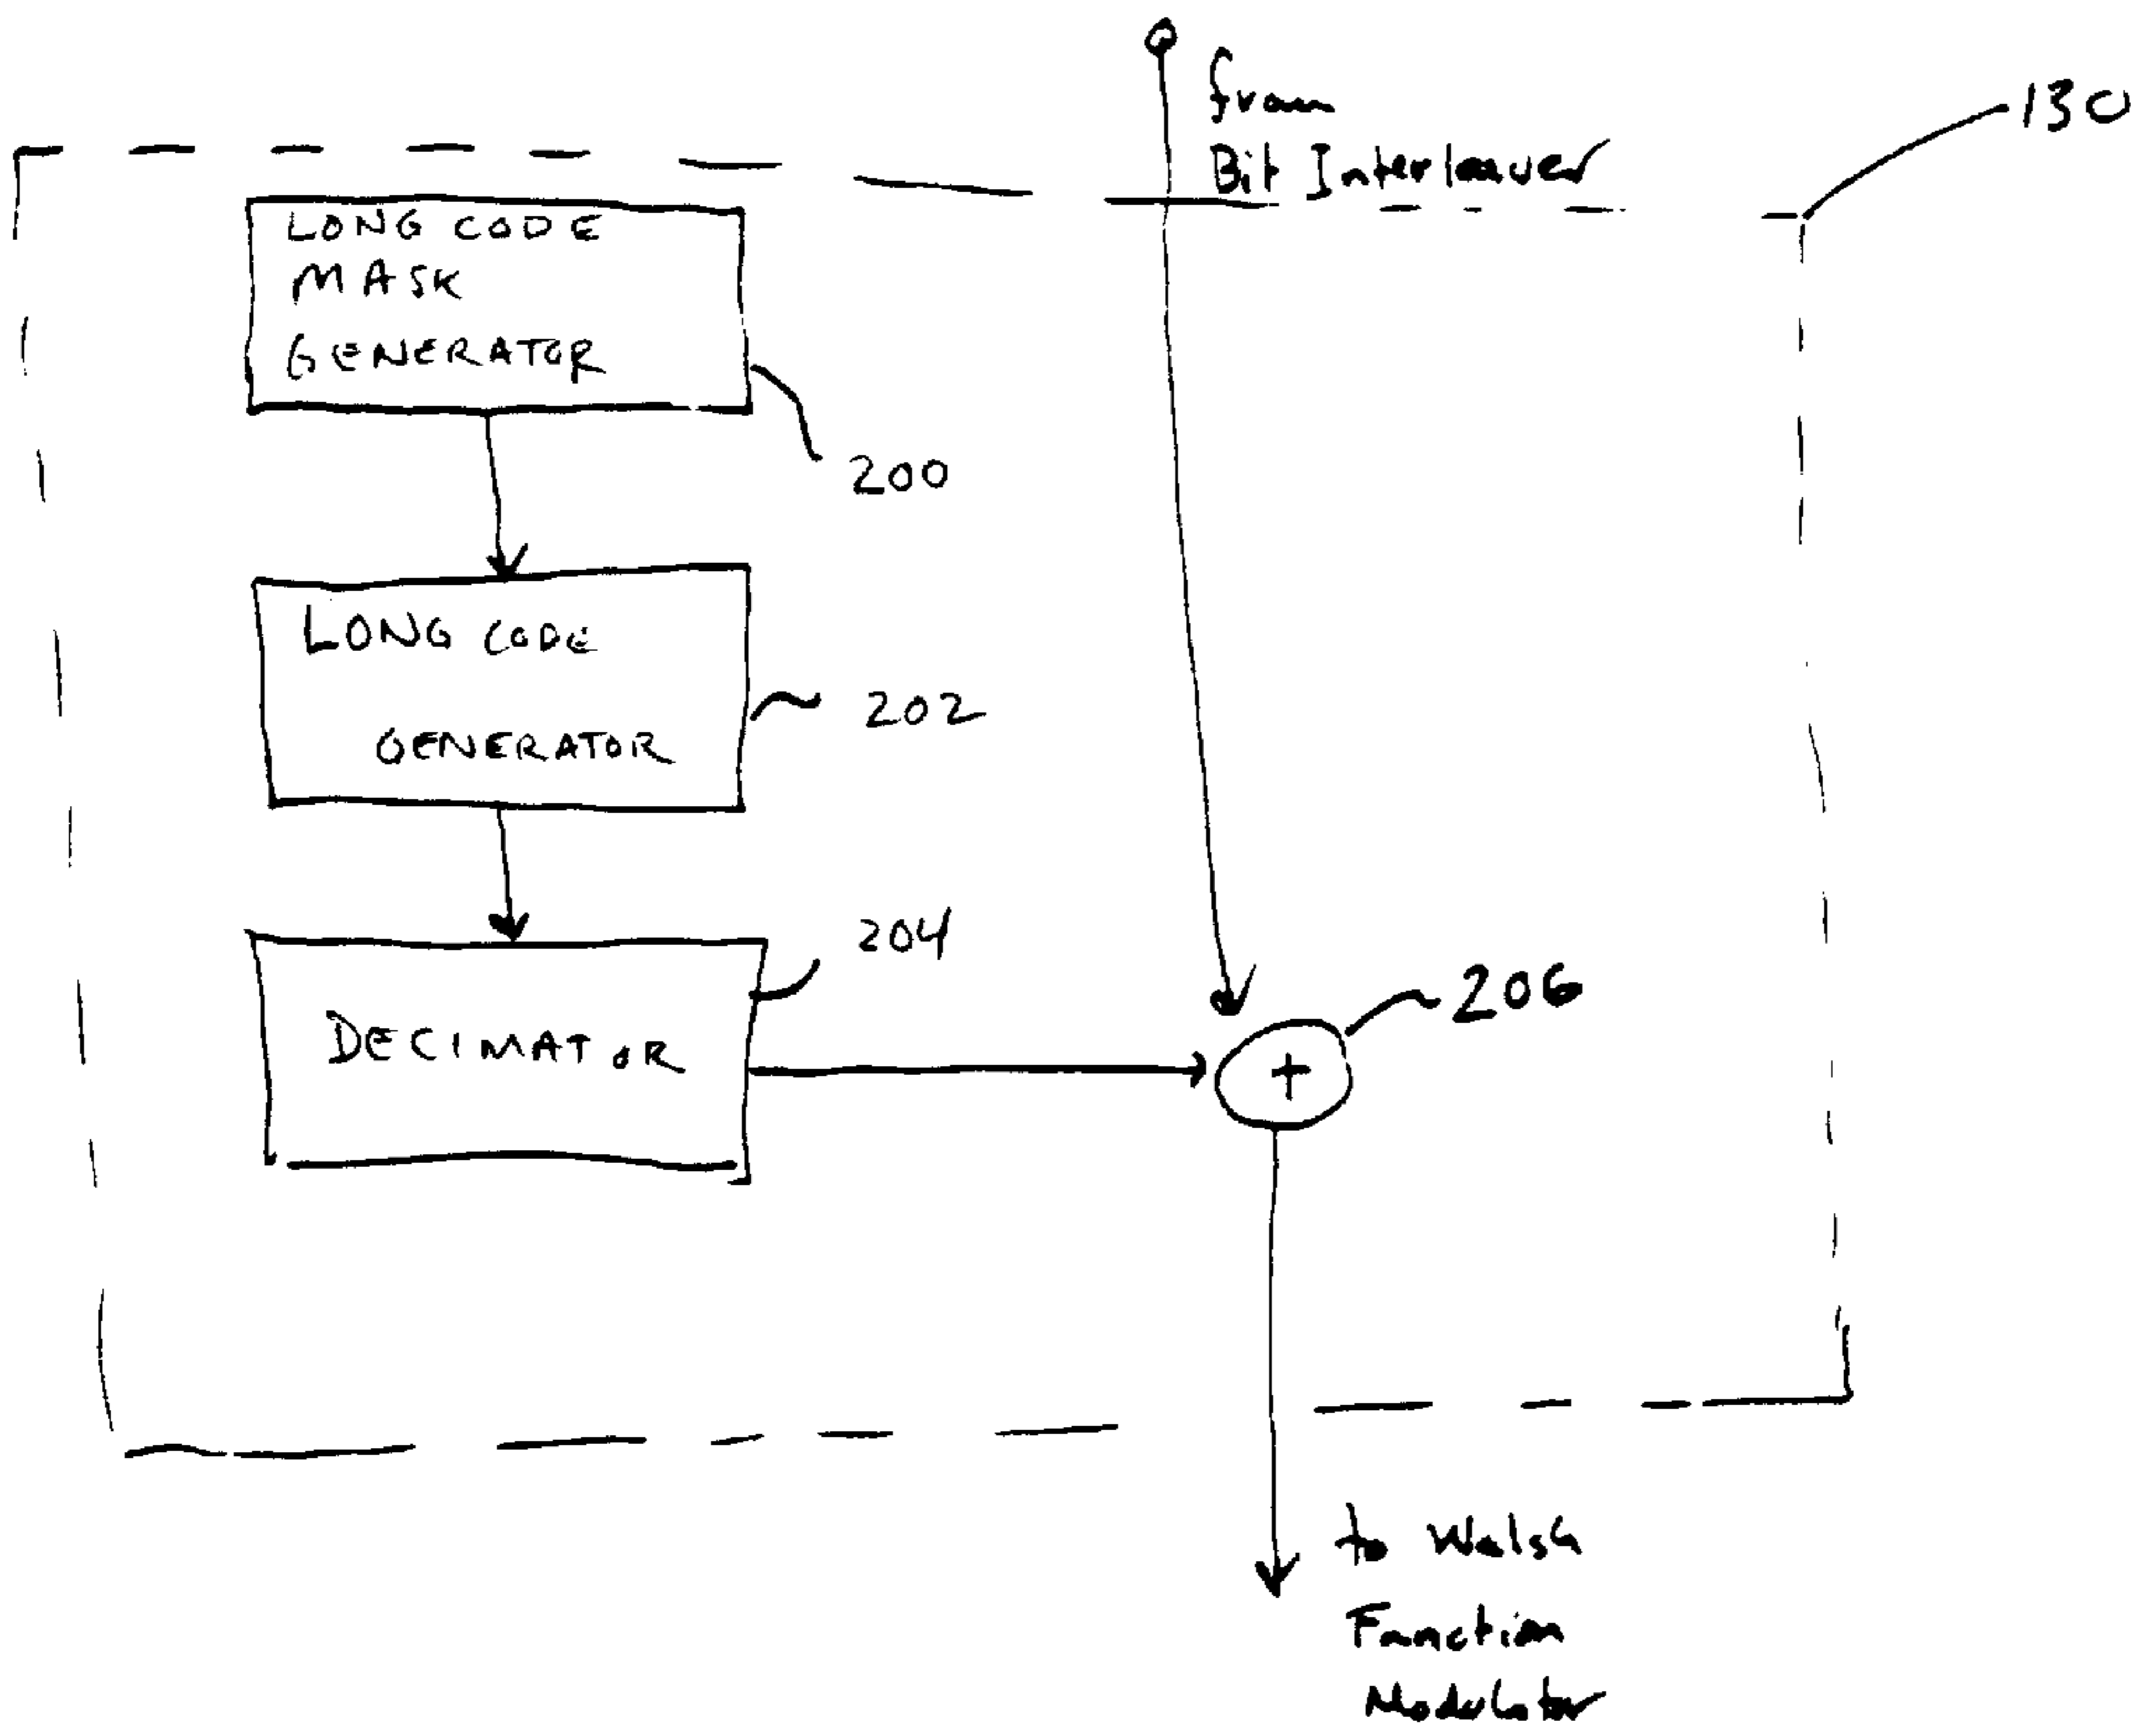 from
Bit Interleaver
130
LONG CODE
MASK
GENERATOR
200
LONG CODE
GENERATOR
202
204
DECIMATOR
206
+
to Walsh
Function
Modulator